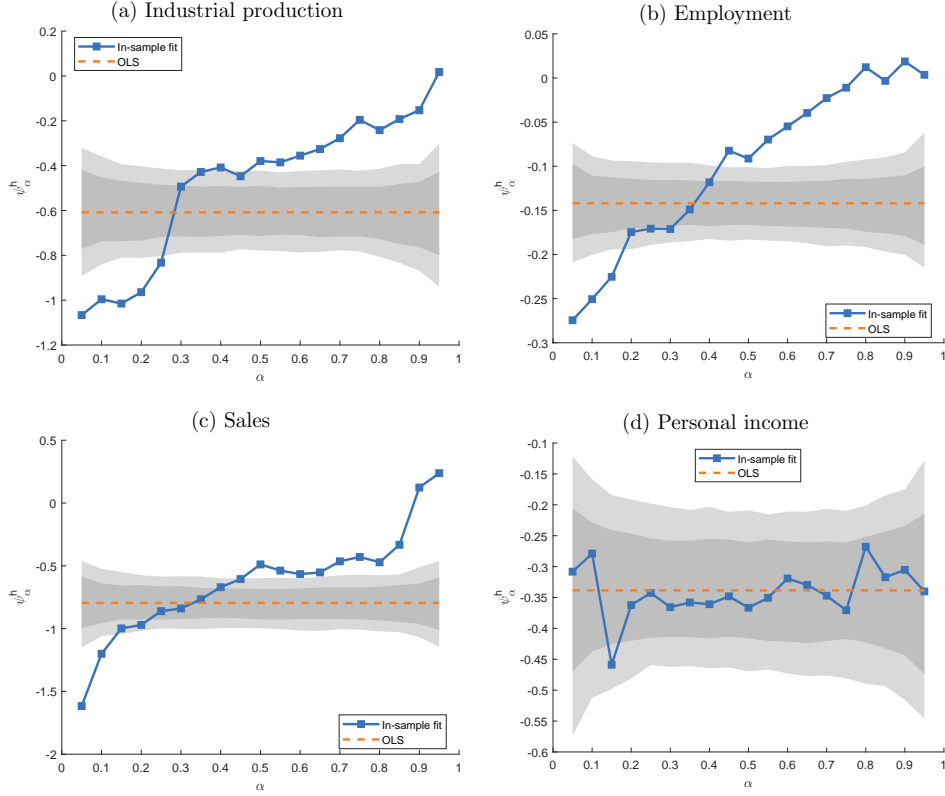 (a) Industrial production
0.2
0
-0.2
-0.4
-0.6
-0.8
-1
-1.2
ψ_α^h
In-sample fit
OLS
0 0.1 0.2 0.3 0.4 0.5 0.6 0.7 0.8 0.9 1
α
(b) Employment
0.05
0
-0.05
-0.1
-0.15
-0.2
-0.25
-0.3
ψ_α^h
In-sample fit
OLS
0 0.1 0.2 0.3 0.4 0.5 0.6 0.7 0.8 0.9 1
α
(c) Sales
0.5
0
-0.5
-1
-1.5
-2
ψ_α^h
In-sample fit
OLS
0 0.1 0.2 0.3 0.4 0.5 0.6 0.7 0.8 0.9 1
α
(d) Personal income
-0.1
-0.15
-0.2
-0.25
-0.3
-0.35
-0.4
-0.45
-0.5
-0.55
-0.6
ψ_α^h
In-sample fit
OLS
0 0.1 0.2 0.3 0.4 0.5 0.6 0.7 0.8 0.9 1
α